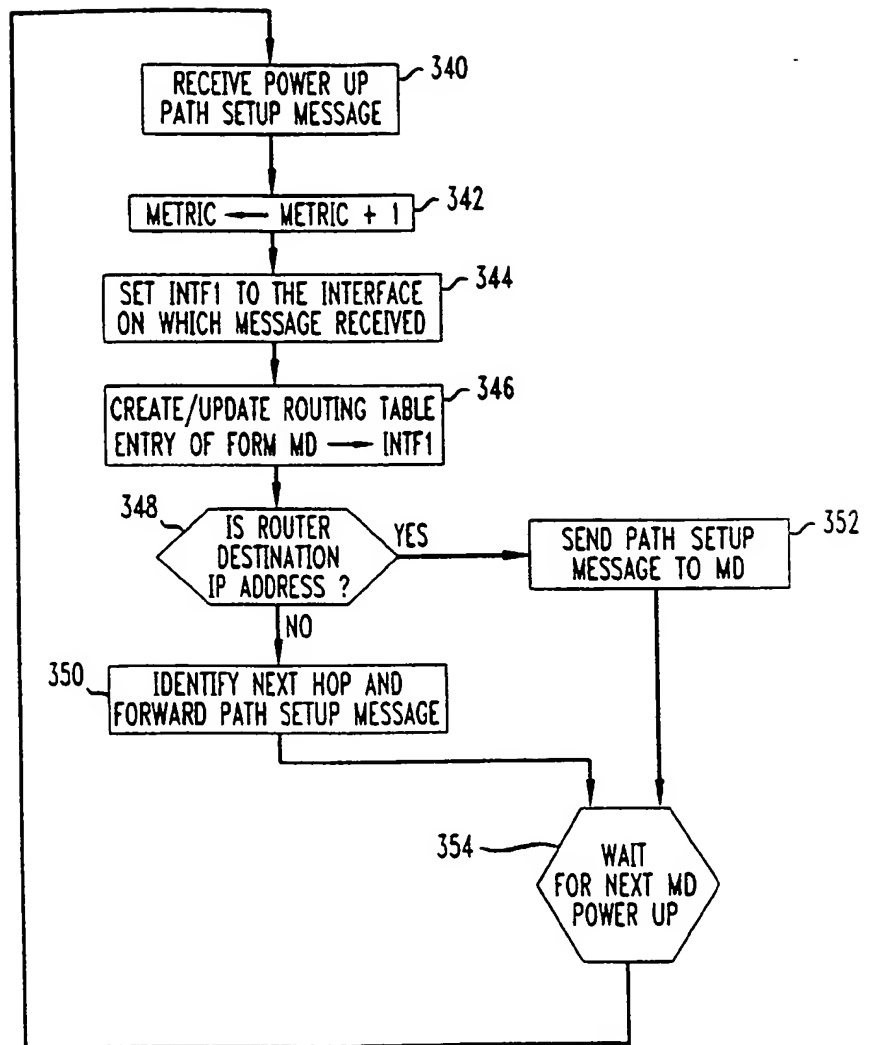 RECEIVE POWER UP
PATH SETUP MESSAGE
340
METRIC ← METRIC + 1
342
SET INTF1 TO THE INTERFACE
ON WHICH MESSAGE RECEIVED
344
CREATE/UPDATE ROUTING TABLE
ENTRY OF FORM MD → INTF1
346
348
IS ROUTER
DESTINATION
IP ADDRESS ?
YES
NO
SEND PATH SETUP
MESSAGE TO MD
352
350
IDENTIFY NEXT HOP AND
FORWARD PATH SETUP MESSAGE
354
WAIT
FOR NEXT MD
POWER UP